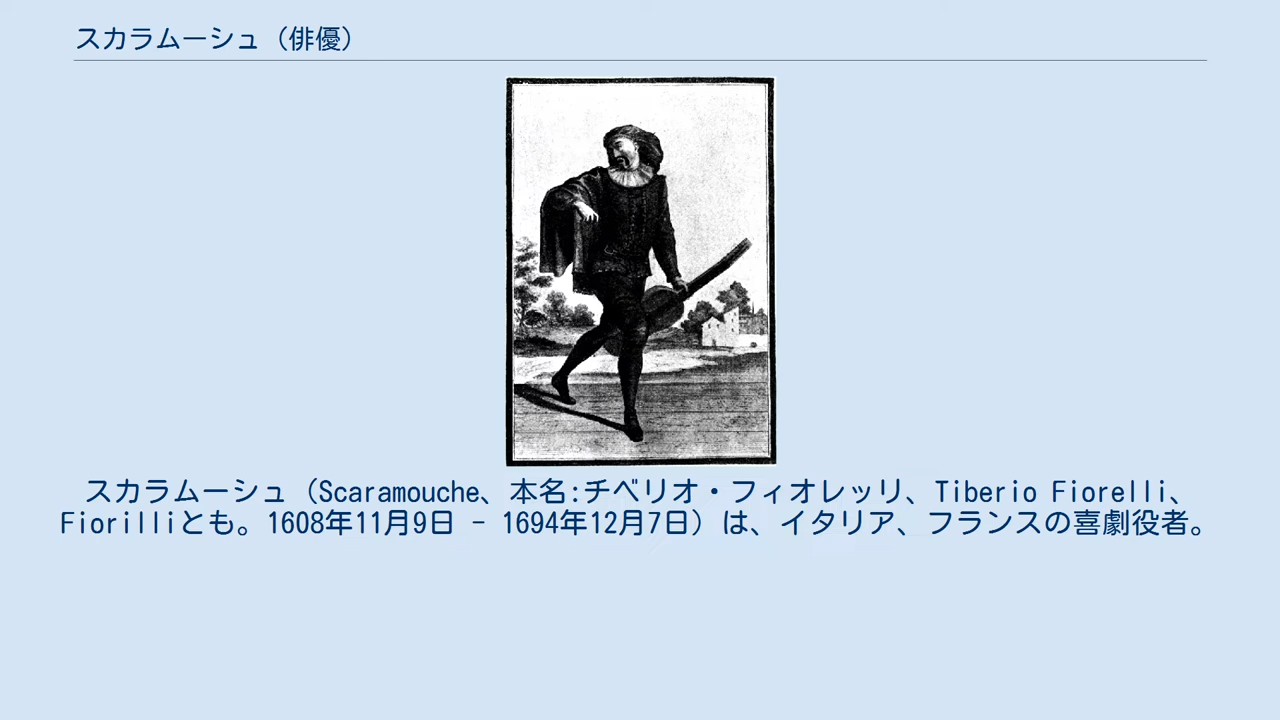 スカラムーシュ（俳優）
スカラムーシュ（Scaramouche、本名:チベリオ・フィオレッリ、Tiberio Fiorelli、
Fiorilliとも。1608年11月9日 - 1694年12月7日）は、イタリア、フランスの喜劇役者。